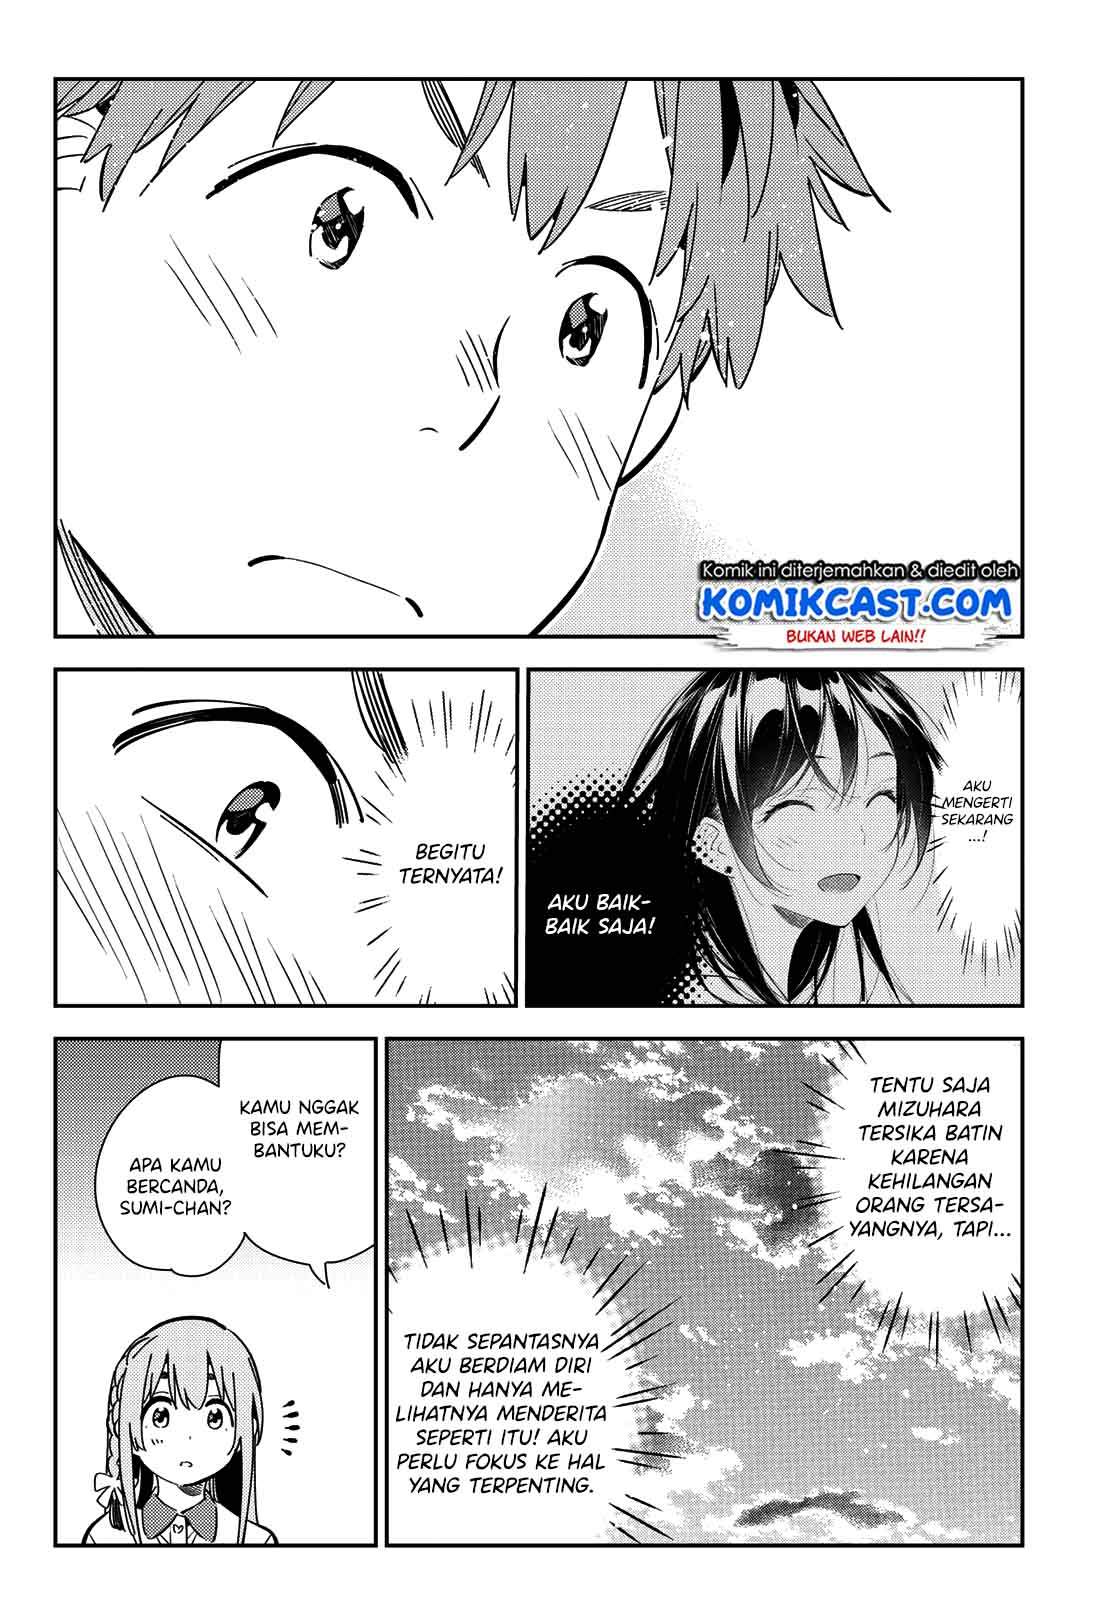 Komik ini diterjemahkan & diedit oleh
KOMIKCAST.COM
BUKAN WEB LAIN!!
AKU
MENGERTI
SEKARANG
...!
AKU BAIK-
BAIK SAJA!
BEGITU
TERNYATA!
TENTU SAJA
MIZUHARA
TERSIKA BATIN
KARENA
KEHILANGAN
ORANG TERSA-
YANGNYA, TAPI...
TIDAK SEPANTASNYA
AKU BERDIAM DIRI
DAN HANYA ME-
LIHATNYA MENDERITA
SEPERTI ITU! AKU
PERLU FOKUS KE HAL
YANG TERPENTING.
KAMU NGGAK
BISA MEM-
BANTUKU?
APA KAMU
BERCANDA,
SUMI-CHAN?